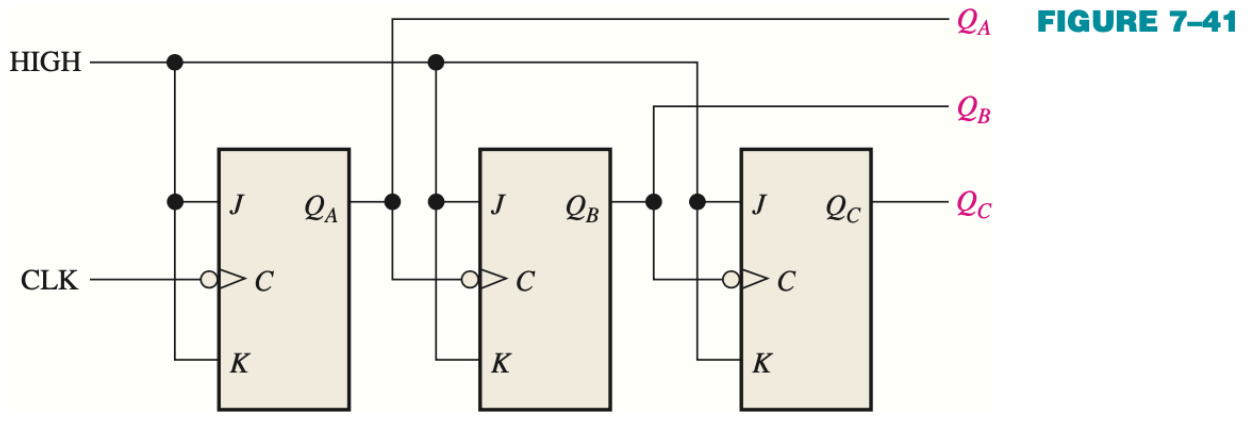 Q_A FIGURE 7–41
HIGH
Q_B
J Q_A J Q_B J Q_C Q_C
CLK C C C
K K K